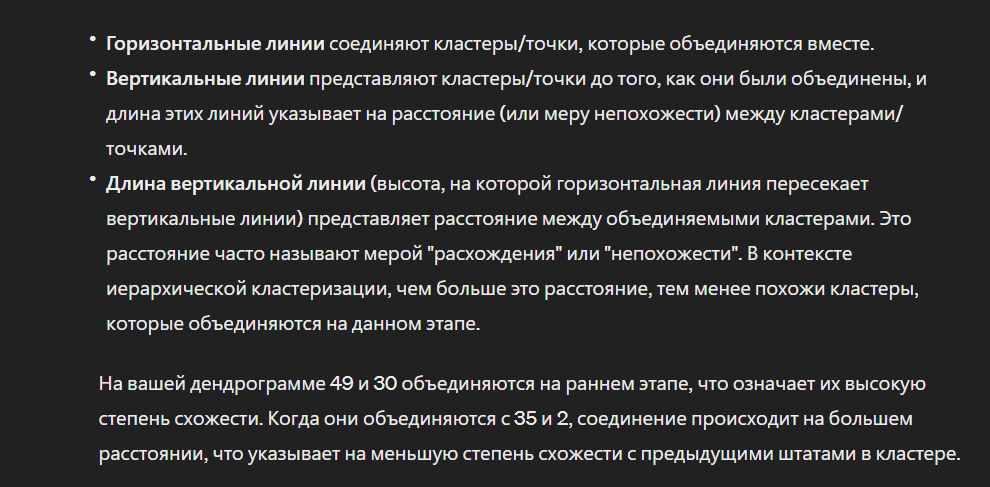 • Горизонтальные линии соединяют кластеры/точки, которые объединяются вместе.
• Вертикальные линии представляют кластеры/точки до того, как они были объединены, и
длина этих линий указывает на расстояние (или меру непохожести) между кластерами/
точками.
• Длина вертикальной линии (высота, на которой горизонтальная линия пересекает
вертикальные линии) представляет расстояние между объединяемыми кластерами. Это
расстояние часто называют мерой "расхождения" или "непохожести". В контексте
иерархической кластеризации, чем больше это расстояние, тем менее похожи кластеры,
которые объединяются на данном этапе.
На вашей дендрограмме 49 и 30 объединяются на раннем этапе, что означает их высокую
степень схожести. Когда они объединяются с 35 и 2, соединение происходит на большем
расстоянии, что указывает на меньшую степень схожести с предыдущими штатами в кластере.